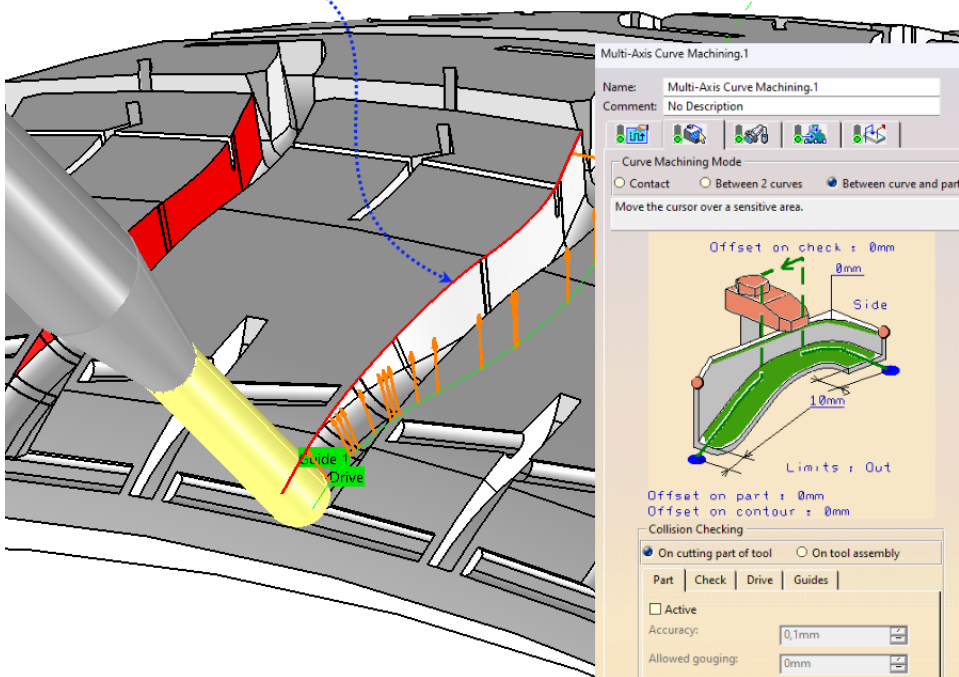 Multi-Axis Curve Machining.1
Name: Multi-Axis Curve Machining.1
Comment: No Description
Curve Machining Mode
Contact Between 2 curves Between curve and part
Move the cursor over a sensitive area.
Offset on check : 0mm
0mm
Side
10mm
Limits : Out
Offset on part : 0mm
Offset on contour : 0mm
Guide 1
Drive
Collision Checking
On cutting part of tool On tool assembly
Part Check Drive Guides
Active
Accuracy: 0,1mm
Allowed gouging: 0mm